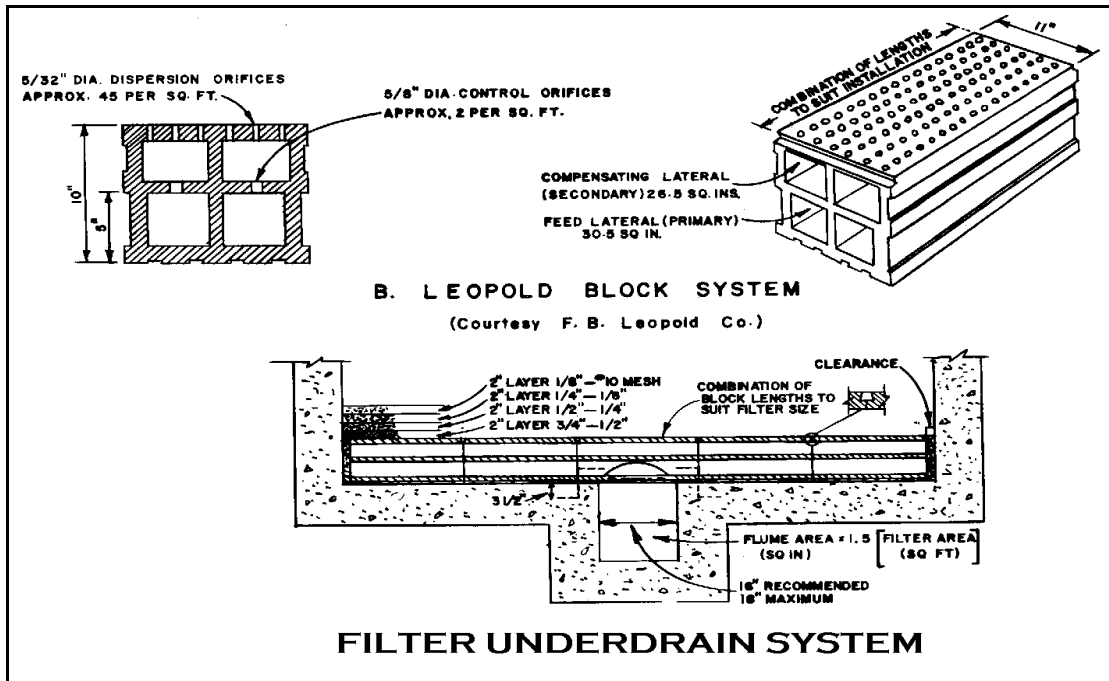 5/32" DIA. DISPERSION ORIFICES
APPROX. 45 PER SQ. FT.
5/8" DIA. CONTROL ORIFICES
APPROX. 2 PER SQ. FT.
10"
5"
COMBINATION OF LENGTHS
TO SUIT INSTALLATION
11"
COMPENSATING LATERAL
(SECONDARY) 26.5 SQ. INS.
FEED LATERAL (PRIMARY)
30.5 SQ IN.
B. LEOPOLD BLOCK SYSTEM
(Courtesy F. B. Leopold Co.)
2" LAYER 1/8" - #10 MESH
2" LAYER 1/4" - 1/8"
2" LAYER 1/2" - 1/4"
2" LAYER 3/4" - 1/2"
COMBINATION OF
BLOCK LENGTHS TO
SUIT FILTER SIZE
CLEARANCE
3 1/2"
FLUME AREA = 1.5 [FILTER AREA]
(SQ IN) (SQ FT)
16" RECOMMENDED
18" MAXIMUM
FILTER UNDERDRAIN SYSTEM